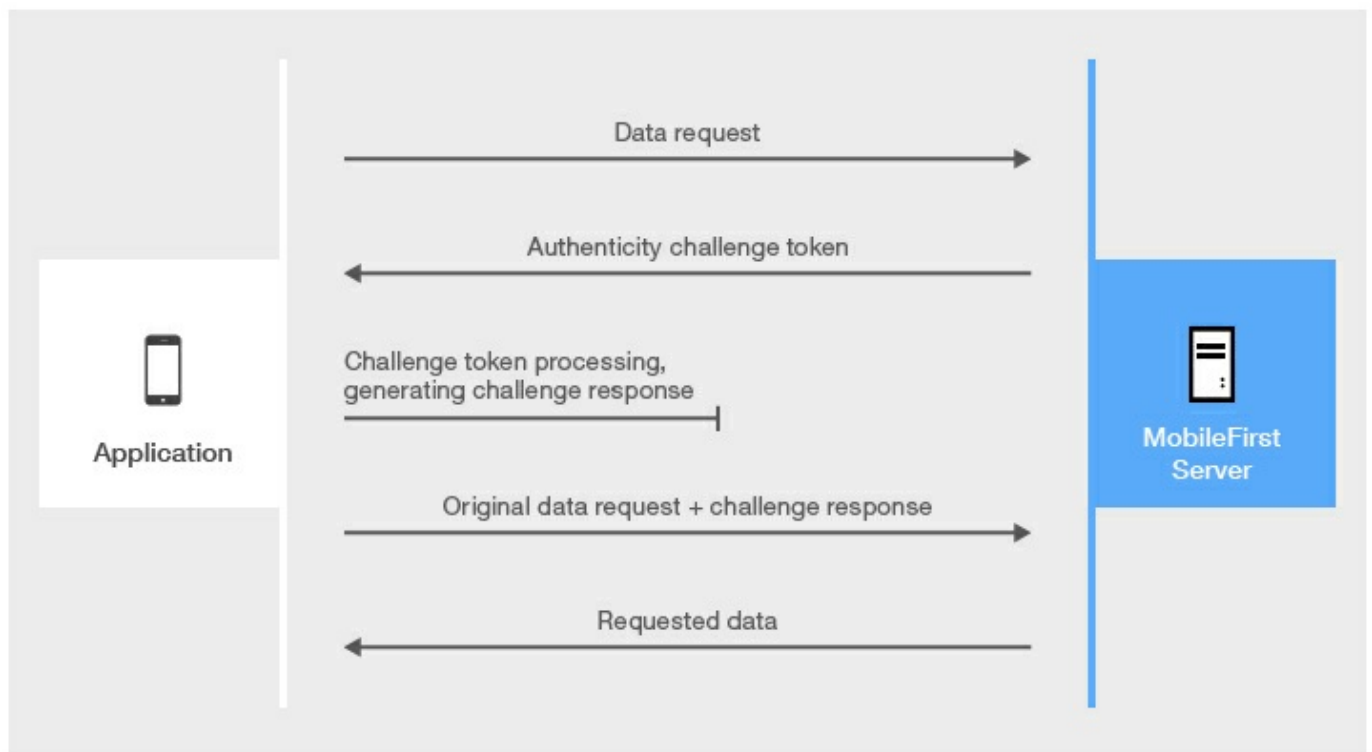 Data request
Authenticity challenge token
Challenge token processing,
generating challenge response
Application
MobileFirst
Server
Original data request + challenge response
Requested data